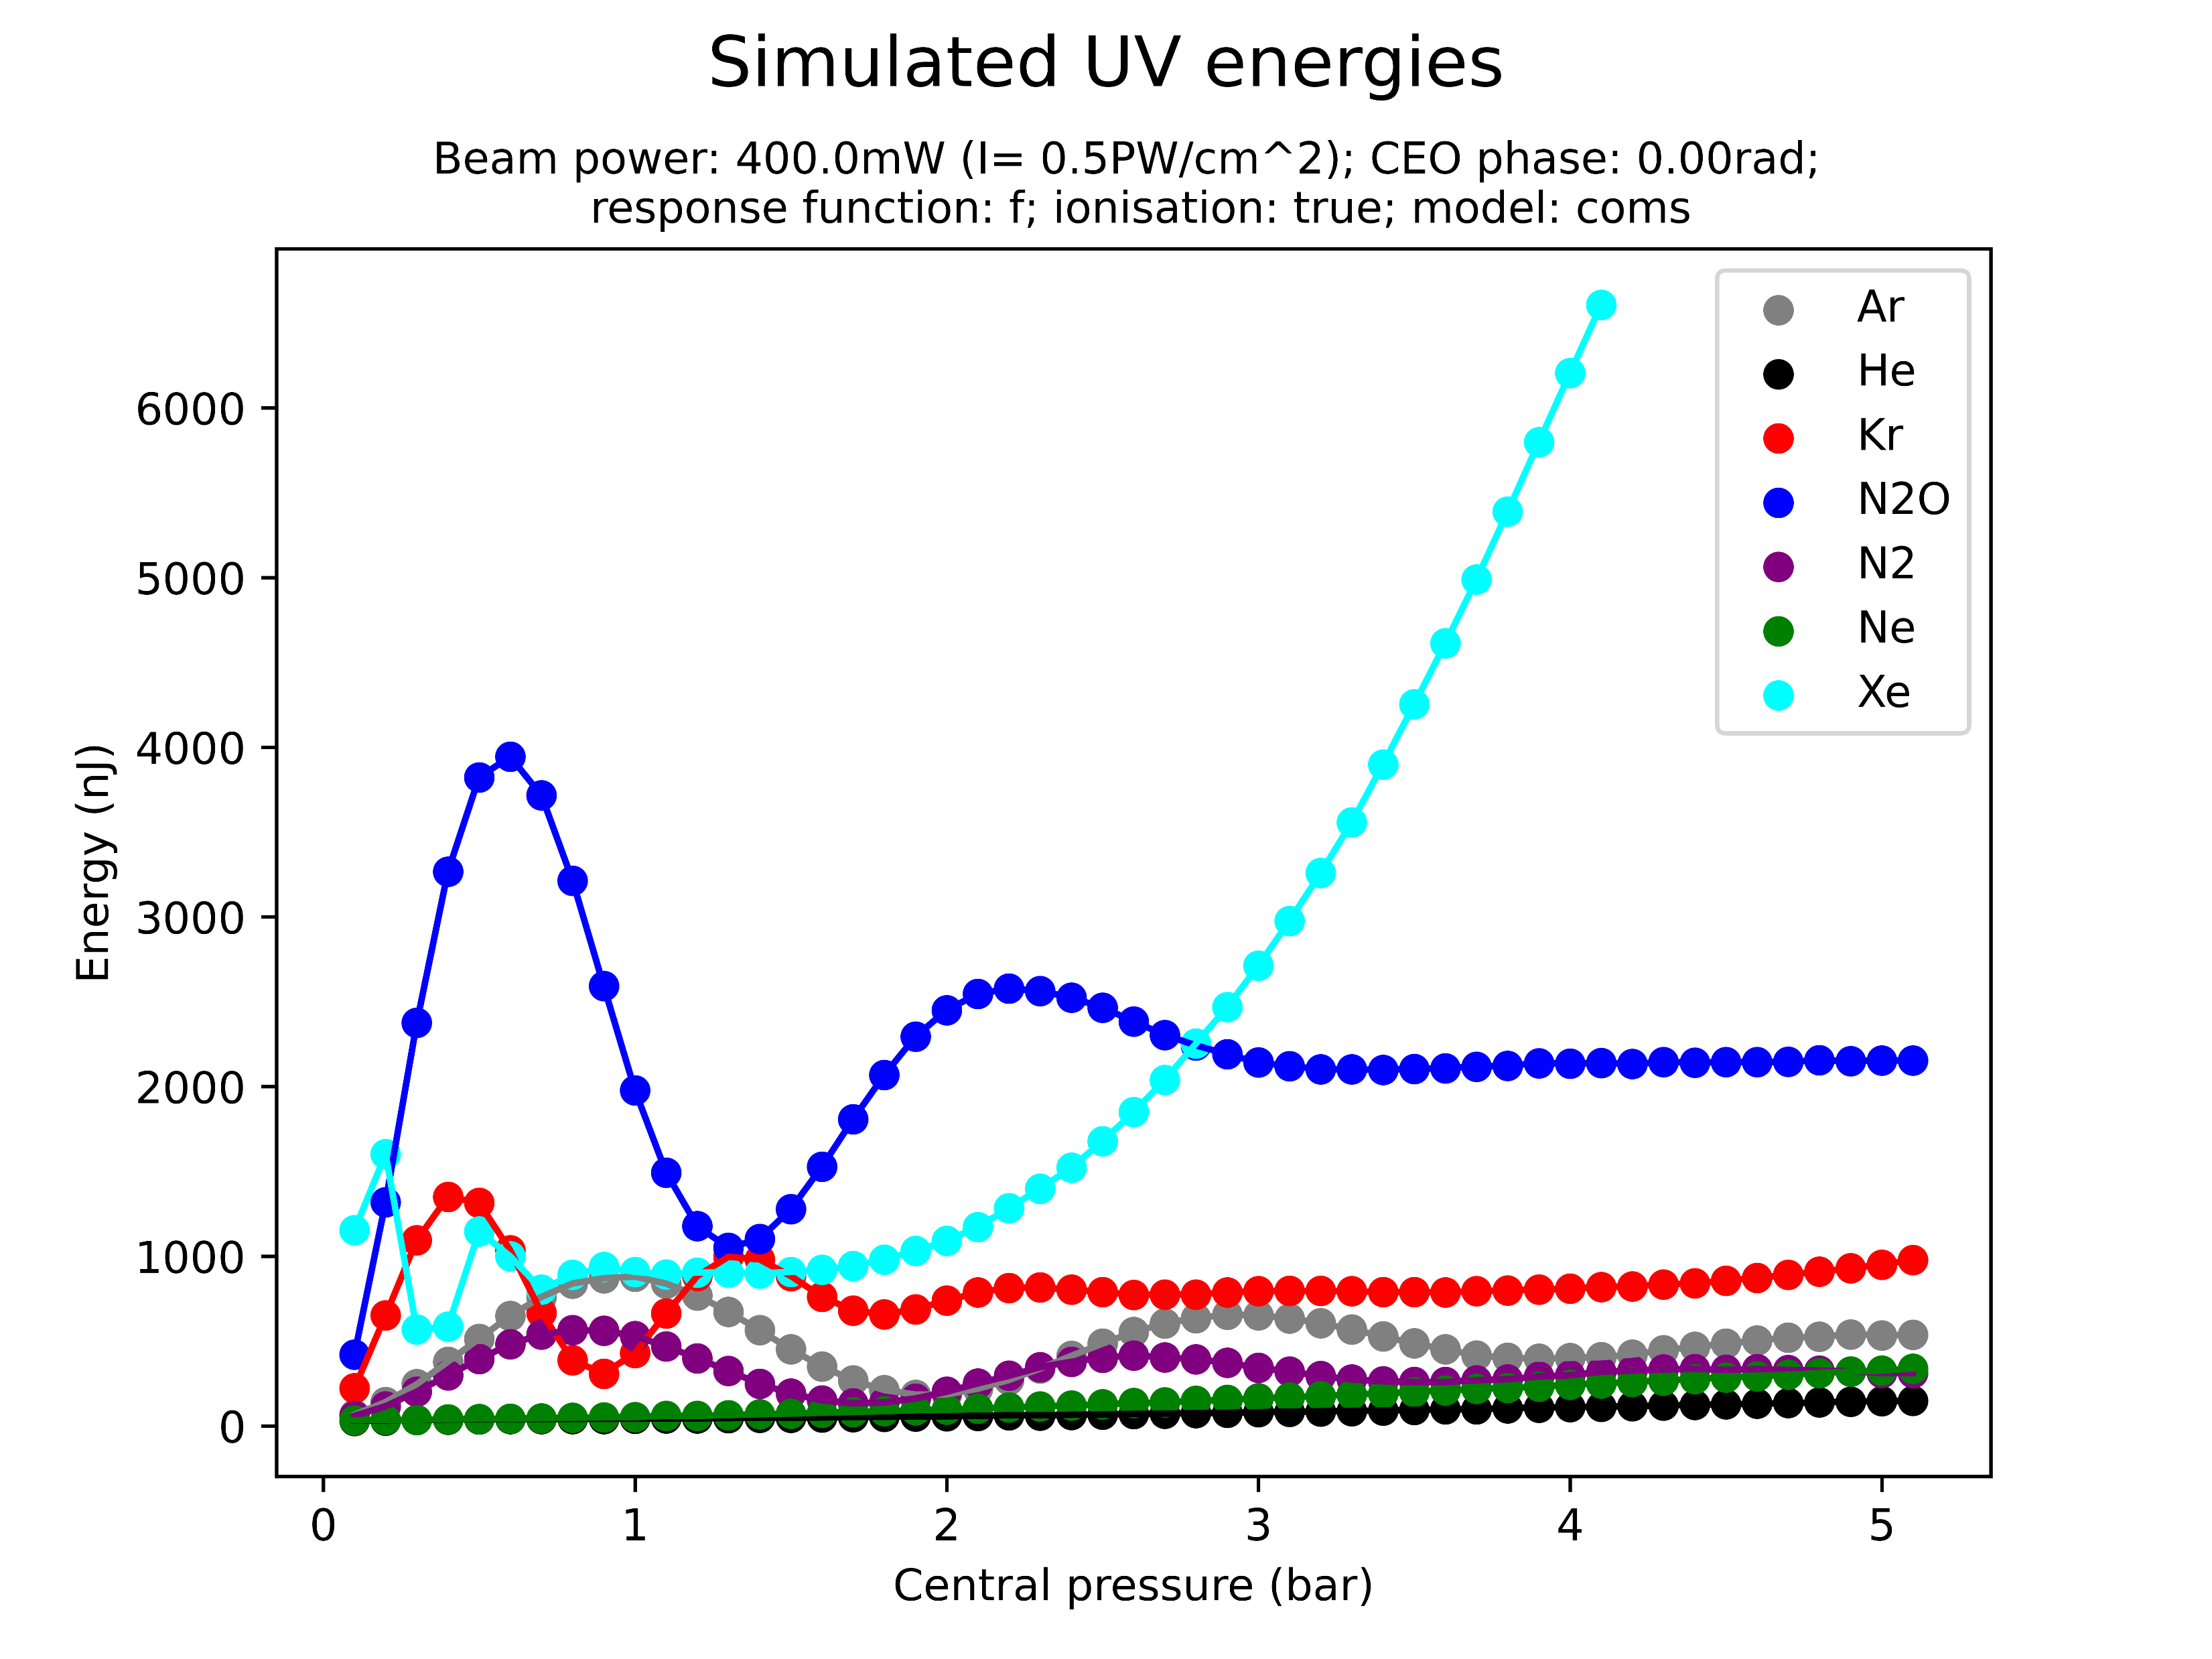 Simulated UV energies
Beam power: 400.0mW (I= 0.5PW/cm^2); CEO phase: 0.00rad;
response function: f; ionisation: true; model: coms
Ar
He
Kr
N2O
N2
Ne
Xe
6000
5000
4000
3000
2000
1000
0
Energy (nJ)
0 1 2 3 4 5
Central pressure (bar)